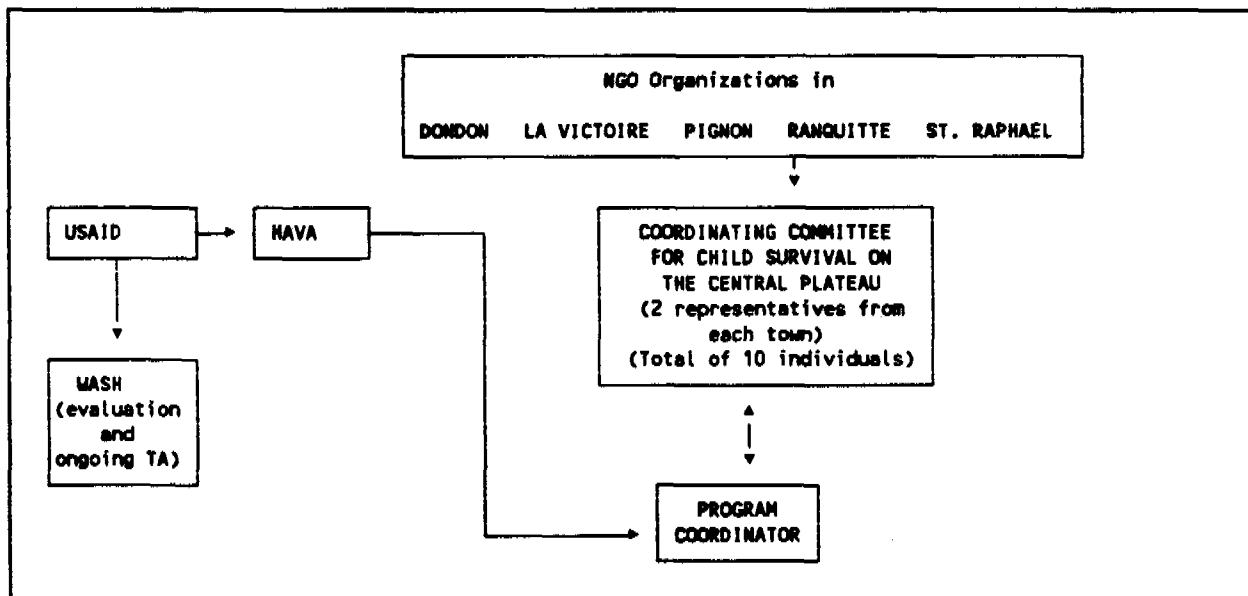 NGO Organizations in
DONDON LA VICTOIRE PIGNON RANQUITTE ST. RAPHAEL
USAID
HAVA
COORDINATING COMMITTEE
FOR CHILD SURVIVAL ON
THE CENTRAL PLATEAU
(2 representatives from
each town)
(Total of 10 individuals)
WASH
(evaluation
and
ongoing TA)
PROGRAM
COORDINATOR